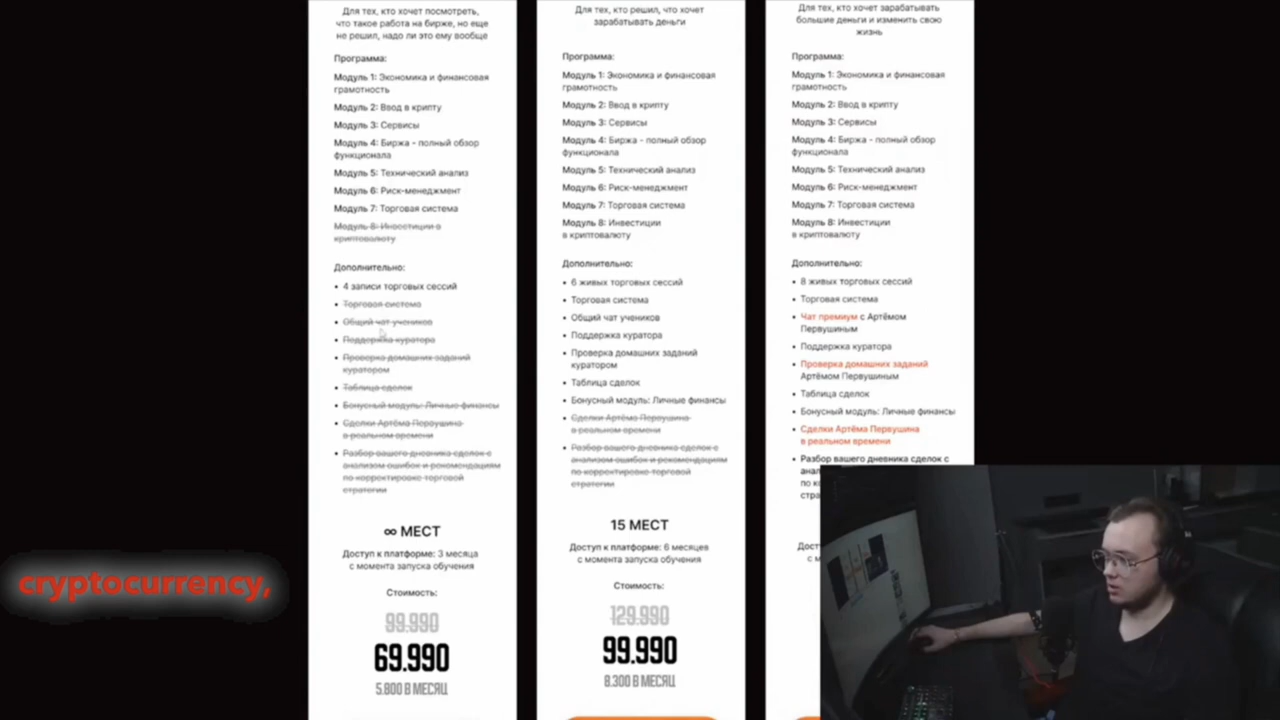 Для тех, кто хочет посмотреть,
что такое работа на бирже, но еще
не решил, надо ли это ему вообще
Программа:
Модуль 1: Экономика и финансовая
грамотность
Модуль 2: Ввод в крипту
Модуль 3: Сервисы
Модуль 4: Биржа - полный обзор
функционала
Модуль 5: Технический анализ
Модуль 6: Риск-менеджмент
Модуль 7: Торговая система
Модуль 8: Инвестиции в
криптовалюту
Дополнительно:
• 4 записи торговых сессий
• Торговая система
• Общий чат учеников
• Поддержка куратора
• Проверка домашних заданий
куратором
• Таблица сделок
• Бонусный модуль: Личные финансы
• Сделки Артёма Первушина
в реальном времени
• Разбор вашего дневника сделок с
анализом ошибок и рекомендациями
по корректировке торговой
стратегии
∞ МЕСТ
Доступ к платформе: 3 месяца
с момента запуска обучения
Стоимость:
99.990
69.990
5.800 В МЕСЯЦ
Для тех, кто решил, что хочет
зарабатывать деньги
Программа:
Модуль 1: Экономика и финансовая
грамотность
Модуль 2: Ввод в крипту
Модуль 3: Сервисы
Модуль 4: Биржа - полный обзор
функционала
Модуль 5: Технический анализ
Модуль 6: Риск-менеджмент
Модуль 7: Торговая система
Модуль 8: Инвестиции
в криптовалюту
Дополнительно:
• 6 живых торговых сессий
• Торговая система
• Общий чат учеников
• Поддержка куратора
• Проверка домашних заданий
куратором
• Таблица сделок
• Бонусный модуль: Личные финансы
• Сделки Артёма Первушина
в реальном времени
• Разбор вашего дневника сделок с
анализом ошибок и рекомендациями
по корректировке торговой
стратегии
15 МЕСТ
Доступ к платформе: 6 месяцев
с момента запуска обучения
Стоимость:
129.990
99.990
8.300 В МЕСЯЦ
Для тех, кто хочет зарабатывать
большие деньги и изменить свою
жизнь
Программа:
Модуль 1: Экономика и финансовая
грамотность
Модуль 2: Ввод в крипту
Модуль 3: Сервисы
Модуль 4: Биржа - полный обзор
функционала
Модуль 5: Технический анализ
Модуль 6: Риск-менеджмент
Модуль 7: Торговая система
Модуль 8: Инвестиции
в криптовалюту
Дополнительно:
• 8 живых торговых сессий
• Торговая система
• Чат премиум с Артёмом
Первушиным
• Поддержка куратора
• Проверка домашних заданий
Артёмом Первушиным
• Таблица сделок
• Бонусный модуль: Личные финансы
• Сделки Артёма Первушина
в реальном времени
• Разбор вашего дневника сделок с
cryptocurrency,